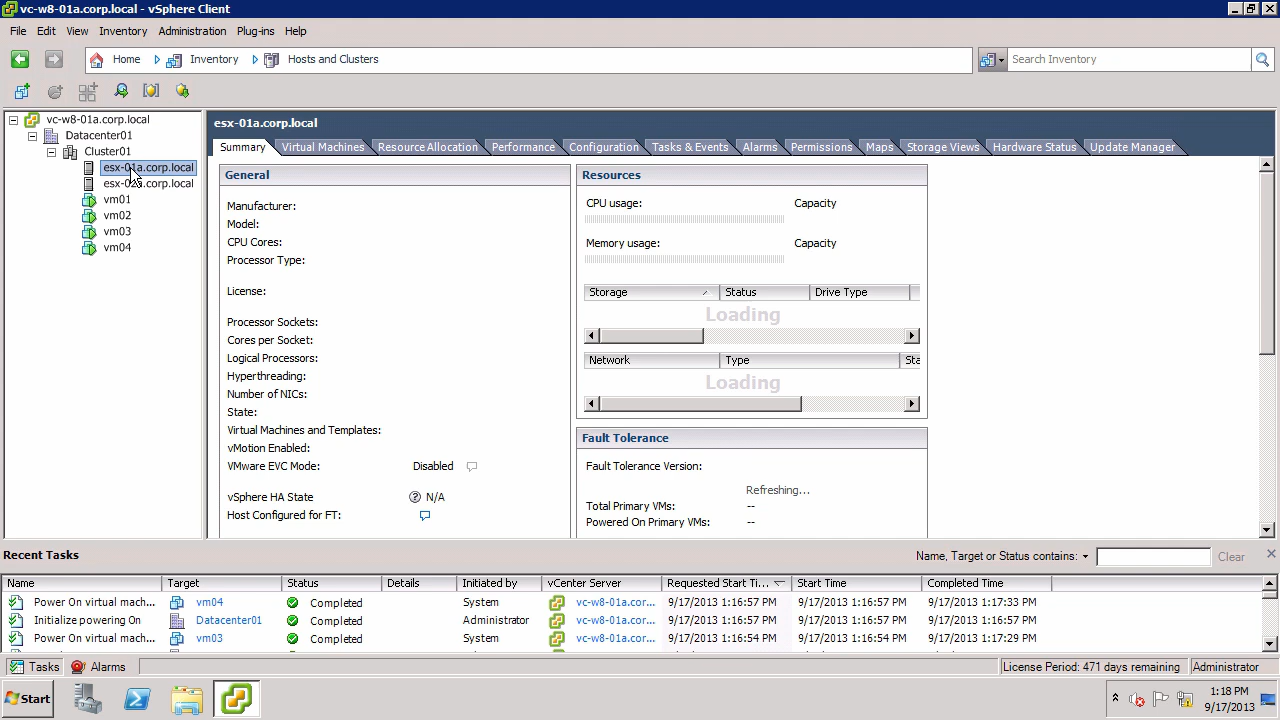 vc-w8-01a.corp.local - vSphere Client
File Edit View Inventory Administration Plug-ins Help
Home Inventory Hosts and Clusters Search Inventory
vc-w8-01a.corp.local
Datacenter01
Cluster01
esx-01a.corp.local
esx-02a.corp.local
vm01
vm02
vm03
vm04
esx-01a.corp.local
Summary Virtual Machines Resource Allocation Performance Configuration Tasks & Events Alarms Permissions Maps Storage Views Hardware Status Update Manager
General
Manufacturer:
Model:
CPU Cores:
Processor Type:
License:
Processor Sockets:
Cores per Socket:
Logical Processors:
Hyperthreading:
Number of NICs:
State:
Virtual Machines and Templates:
vMotion Enabled:
VMware EVC Mode: Disabled
vSphere HA State N/A
Host Configured for FT:
Resources
CPU usage: Capacity
Memory usage: Capacity
Storage Status Drive Type
Loading
Network Type Sta
Loading
Fault Tolerance
Fault Tolerance Version:
Refreshing...
Total Primary VMs: --
Powered On Primary VMs: --
Recent Tasks Name, Target or Status contains: Clear
Name Target Status Details Initiated by vCenter Server Requested Start Ti... Start Time Completed Time
Power On virtual mach... vm04 Completed System vc-w8-01a.cor... 9/17/2013 1:16:57 PM 9/17/2013 1:16:57 PM 9/17/2013 1:17:33 PM
Initialize powering On Datacenter01 Completed Administrator vc-w8-01a.cor... 9/17/2013 1:16:57 PM 9/17/2013 1:16:57 PM 9/17/2013 1:16:57 PM
Power On virtual mach... vm03 Completed System vc-w8-01a.cor... 9/17/2013 1:16:54 PM 9/17/2013 1:16:54 PM 9/17/2013 1:17:29 PM
Tasks Alarms License Period: 471 days remaining Administrator
Start 1:18 PM
9/17/2013